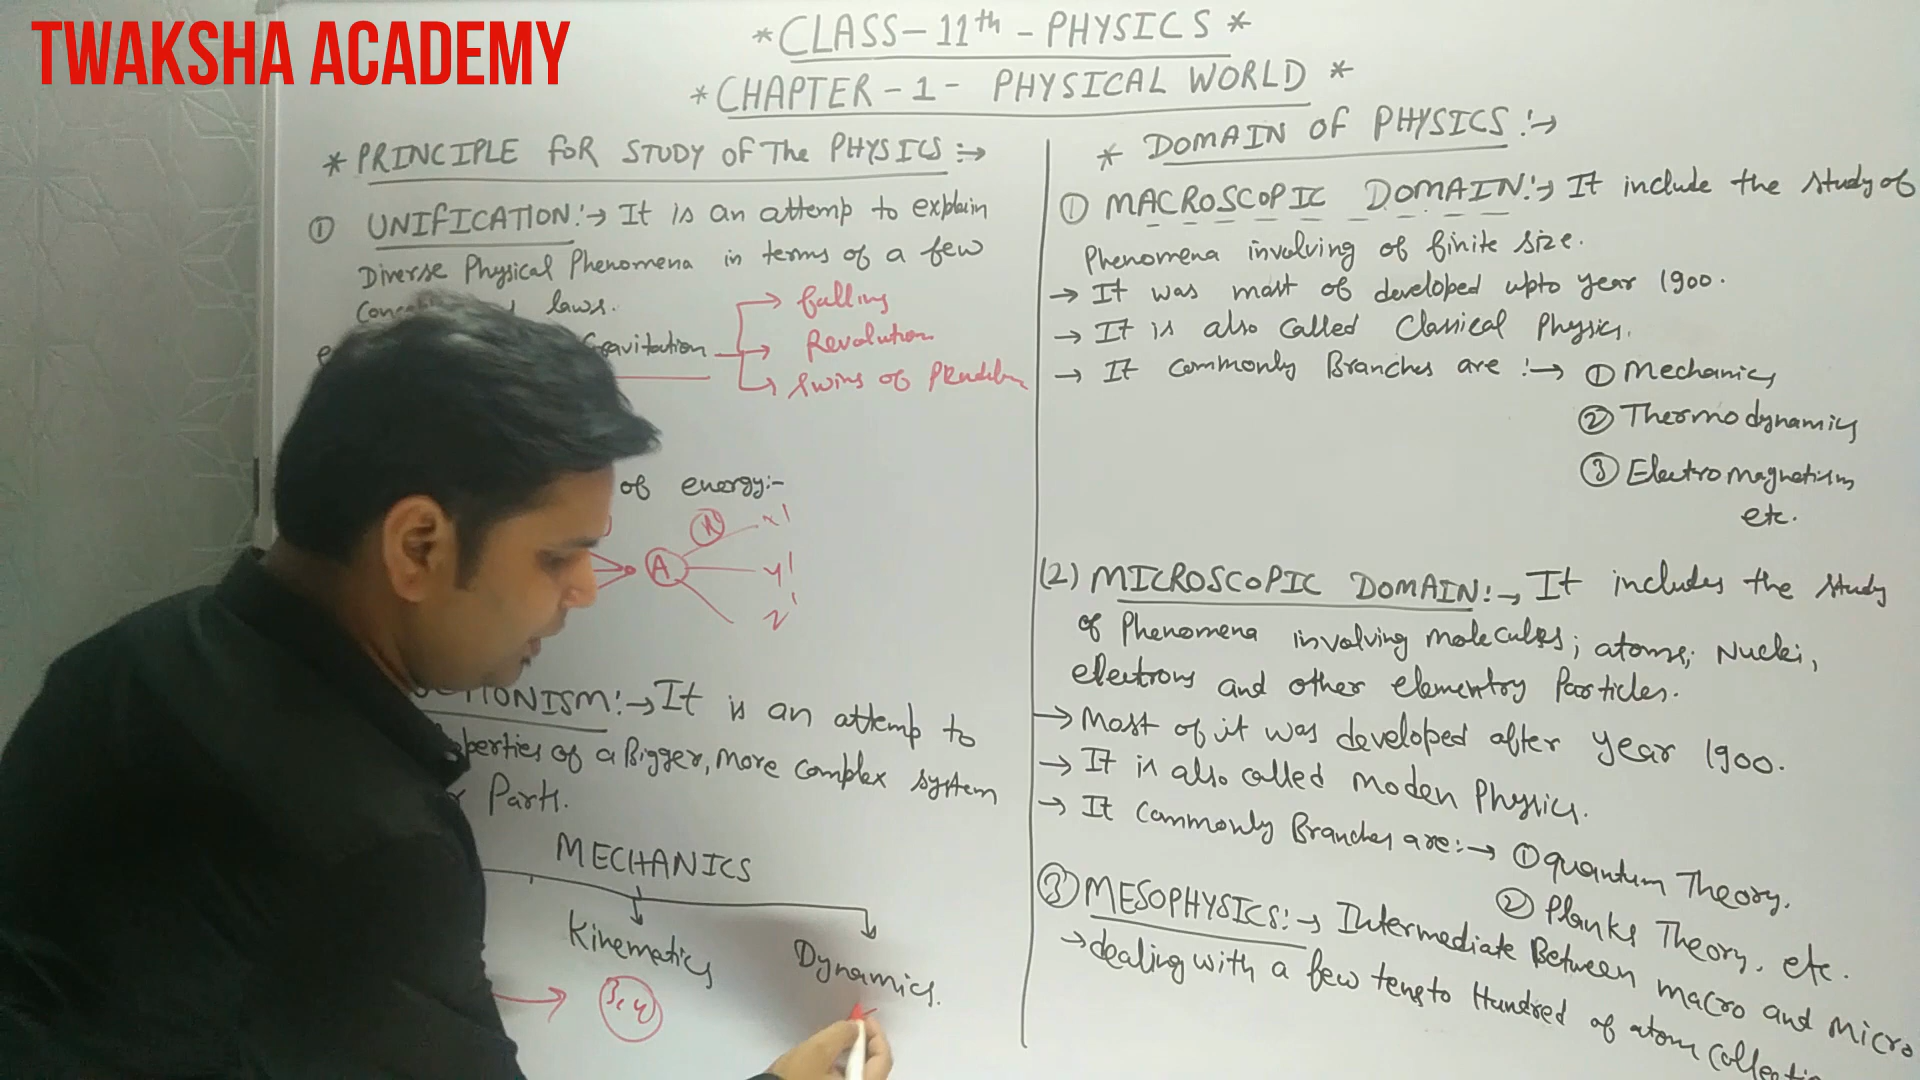 TWAKSHA ACADEMY
* CLASS-11th - PHYSICS *
* CHAPTER - 1 - PHYSICAL WORLD *
* PRINCIPLE FOR STUDY OF The PHYSICS :→
① UNIFICATION :→ It is an attemp to explain
Diverse Physical Phenomena in terms of a few
laws.
Gravitation
falling
Revolution
of energy:-
A
x'
y'
z'
It is an attemp to
of a Bigger, more complex system
Part.
MECHANICS
Kinematics
Dynamics.
3,4
* DOMAIN OF PHYSICS :→
① MACROSCOPIC DOMAIN :→ It include the study of
Phenomena involving of finite size.
→ It was most of developed upto year 1900.
→ It is also called Classical Physics.
→ It commonly Branches are :→ ① Mechanics
② Thermodynamics
③ Electromagnetism
etc.
(2) MICROSCOPIC DOMAIN :→ It includes the study
of Phenomena involving molecules; atoms; Nuclei,
electrons and other elementry Particles.
→ Most of it was developed after year 1900.
→ It is also called Moden Physics.
→ It commonly Branches are :→ ① quantum Theory.
② Planks Theory. etc.
③ MESOPHYSICS :→ Intermediate Between macro and Micro
→ dealing with a few tens to Hundred of atom